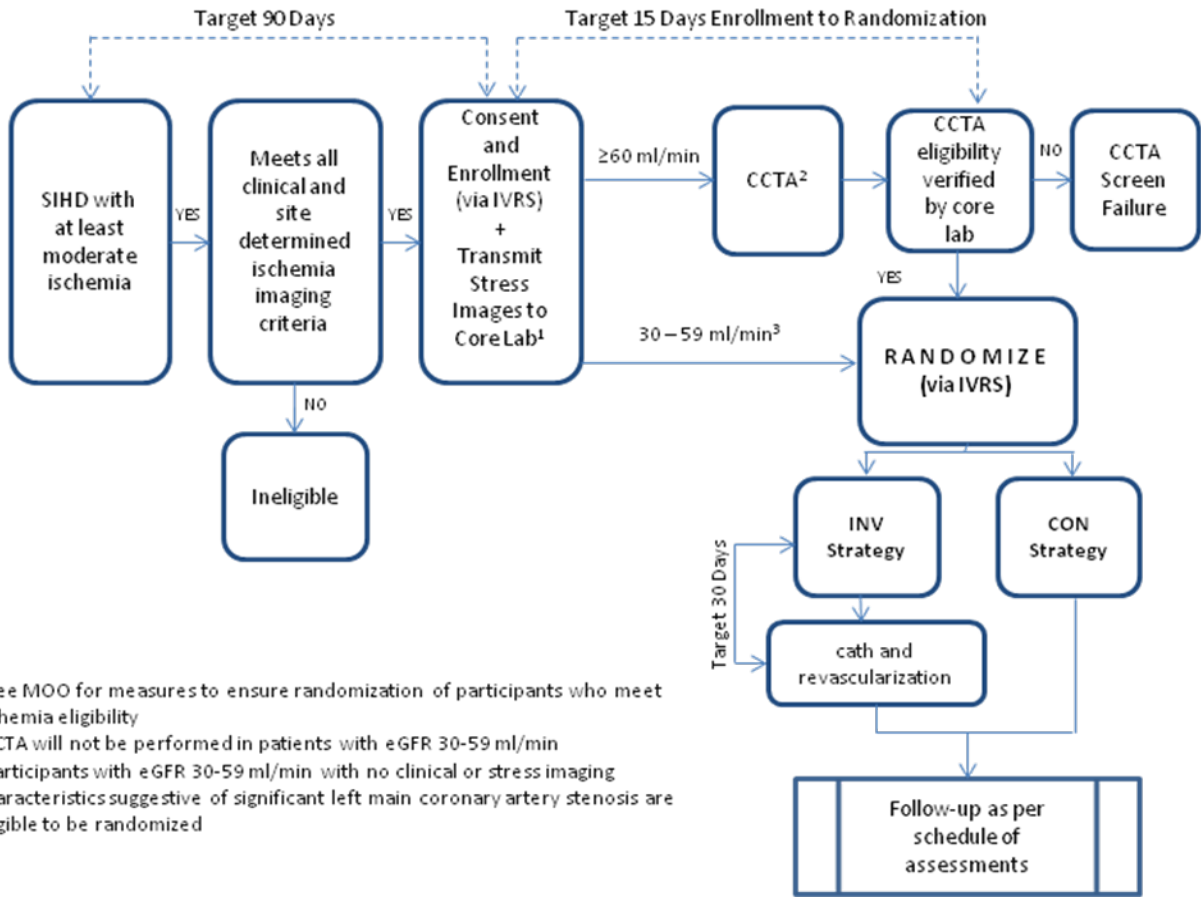 Target 90 Days
Target 15 Days Enrollment to Randomization
SIHD with
at least
moderate
ischemia
YES
Meets all
clinical and
site
determined
ischemia
imaging
criteria
YES
Consent
and
Enrollment
(via IVRS)
+
Transmit
Stress
Images to
Core Lab¹
≥60 ml/min
CCTA²
CCTA
eligibility
verified
by core
lab
NO
CCTA
Screen
Failure
NO
Ineligible
30 – 59 ml/min³
YES
RANDOMIZE
(via IVRS)
INV
Strategy
CON
Strategy
Target 30 Days
cath and
revascularization
Follow-up as per
schedule of
assessments
ee MOO for measures to ensure randomization of participants who meet
hemia eligibility
CTA will not be performed in patients with eGFR 30-59 ml/min
articipants with eGFR 30-59 ml/min with no clinical or stress imaging
aracteristics suggestive of significant left main coronary artery stenosis are
gible to be randomized